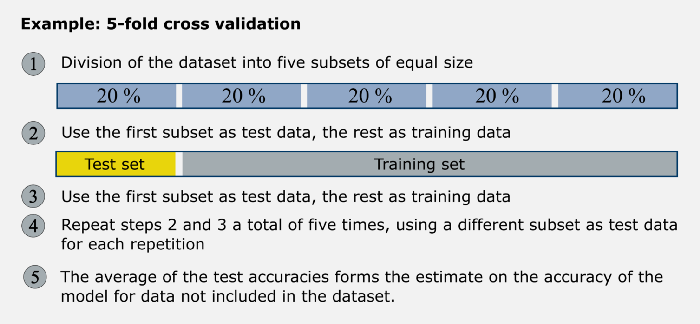 Example: 5-fold cross validation
1 Division of the dataset into five subsets of equal size
20 % 20 % 20 % 20 % 20 %
2 Use the first subset as test data, the rest as training data
Test set Training set
3 Use the first subset as test data, the rest as training data
4 Repeat steps 2 and 3 a total of five times, using a different subset as test data
for each repetition
5 The average of the test accuracies forms the estimate on the accuracy of the
model for data not included in the dataset.